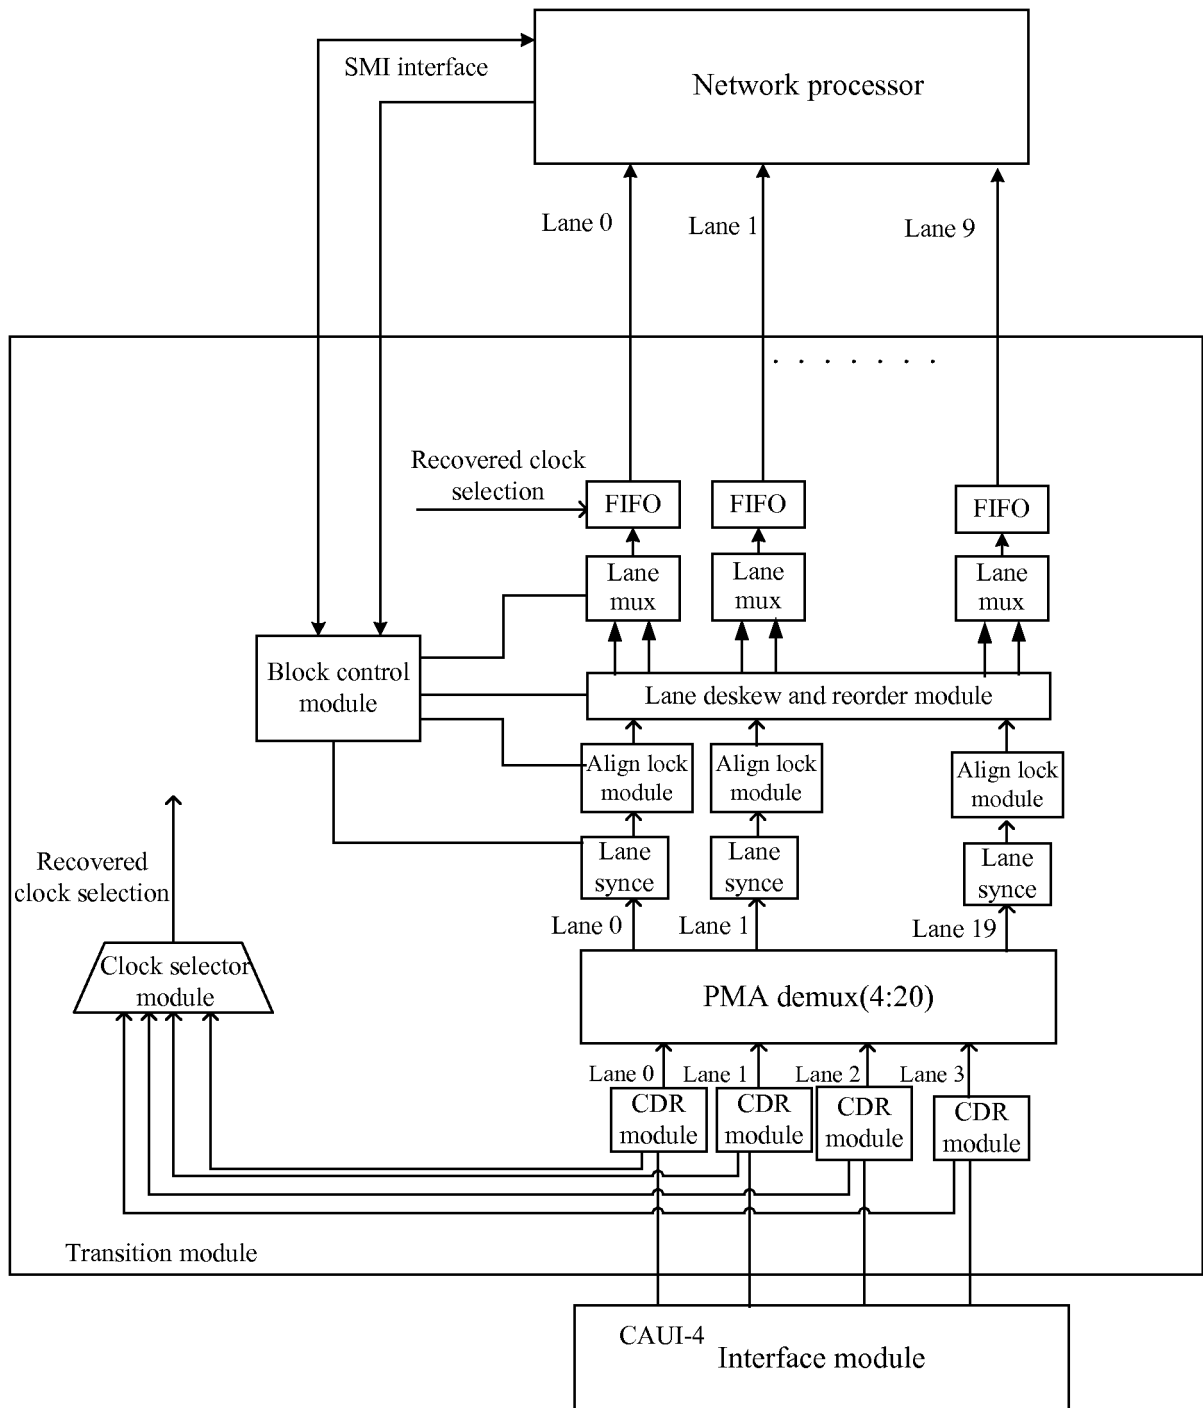 SMI interface
Network processor
Lane 0
Lane 1
Lane 9
. . . . . . .
Recovered clock
selection
FIFO
FIFO
FIFO
Lane
mux
Lane
mux
Lane
mux
Block control
module
Lane deskew and reorder module
Align lock
module
Align lock
module
Align lock
module
Lane
synce
Lane
synce
Lane
synce
Recovered
clock selection
Lane 0
Lane 1
Lane 19
Clock selector
module
PMA demux(4:20)
Lane 0
Lane 1
Lane 2
Lane 3
CDR
module
CDR
module
CDR
module
CDR
module
Transition module
CAUI-4
Interface module